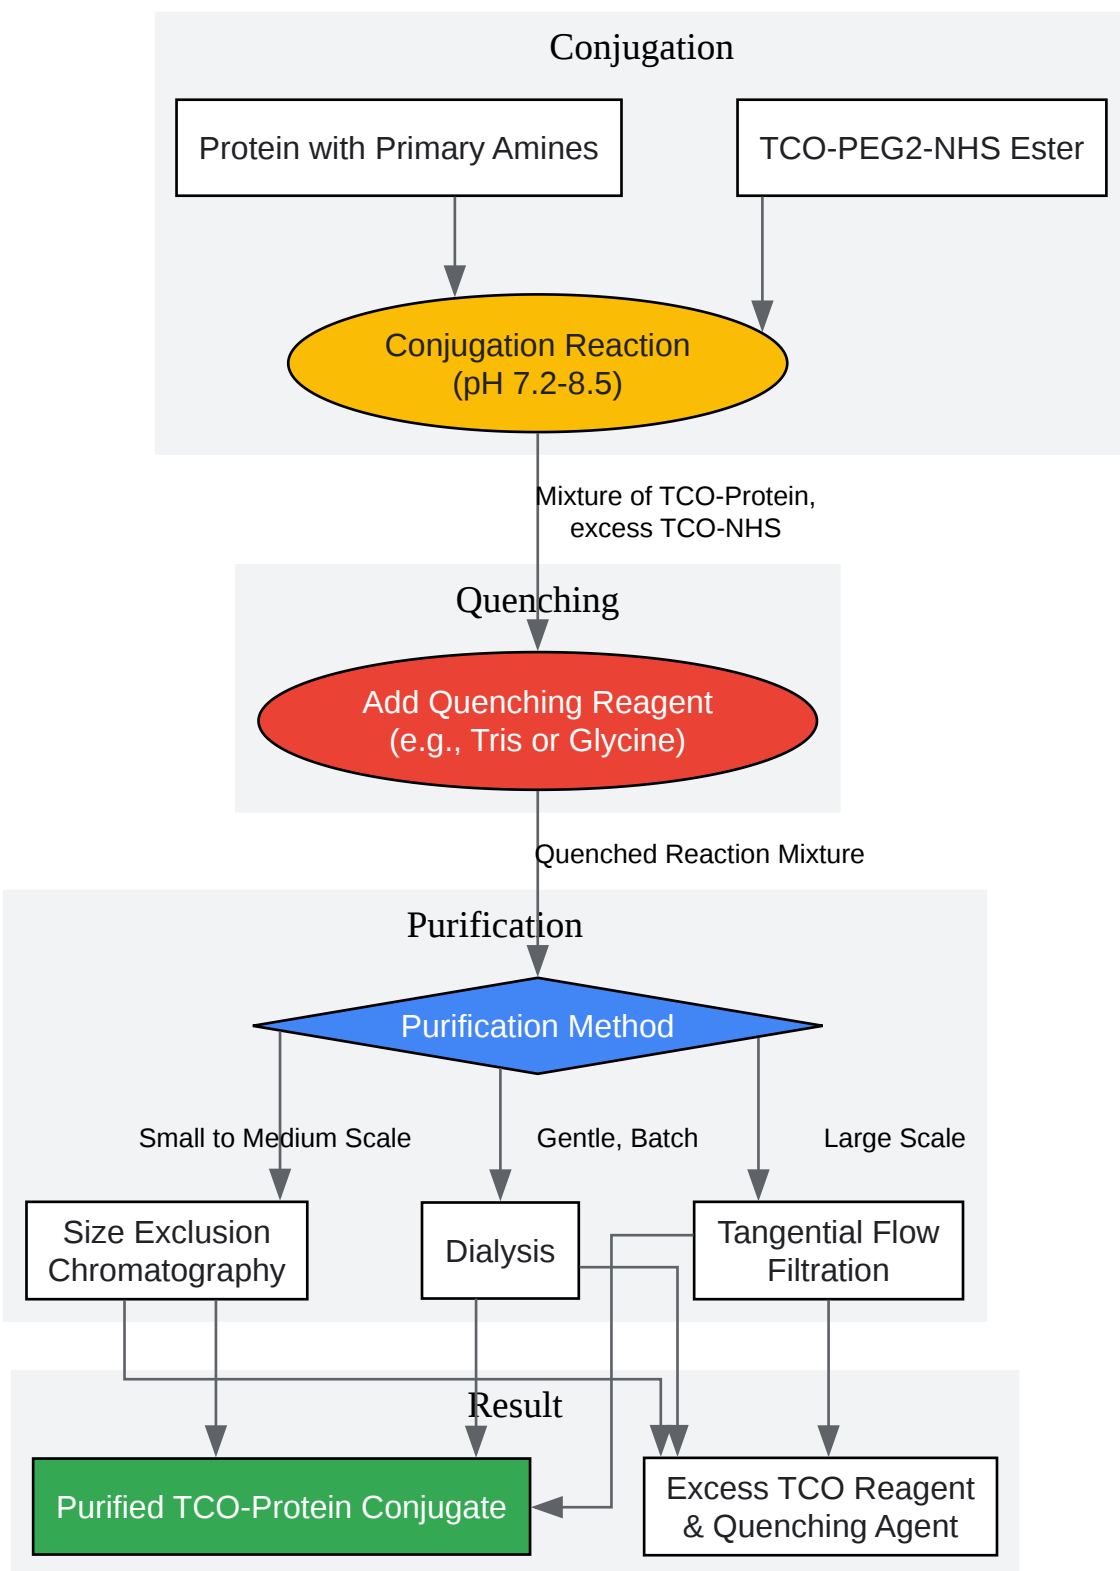 Conjugation
Protein with Primary Amines
TCO-PEG2-NHS Ester
Conjugation Reaction
(pH 7.2-8.5)
Mixture of TCO-Protein,
excess TCO-NHS
Quenching
Add Quenching Reagent
(e.g., Tris or Glycine)
Quenched Reaction Mixture
Purification
Purification Method
Small to Medium Scale
Gentle, Batch
Large Scale
Size Exclusion
Chromatography
Dialysis
Tangential Flow
Filtration
Result
Purified TCO-Protein Conjugate
Excess TCO Reagent
& Quenching Agent